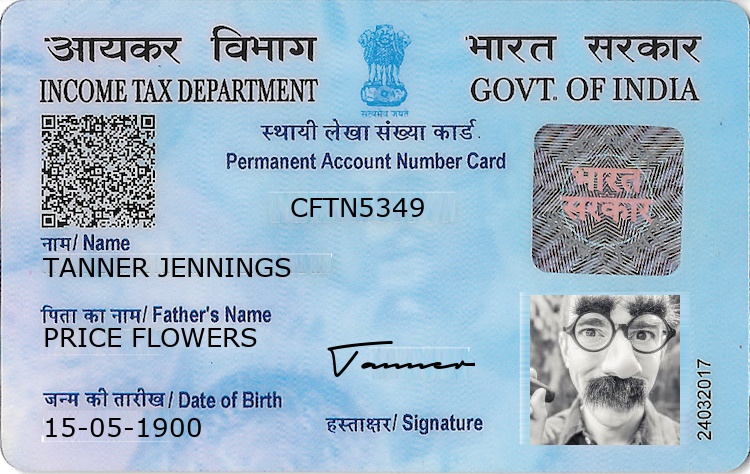 आयकर विभाग
INCOME TAX DEPARTMENT
सत्यमेव जयते
भारत सरकार
GOVT. OF INDIA
स्थायी लेखा संख्या कार्ड
Permanent Account Number Card
CFTN5349
भारत
सरकार
नाम/ Name
TANNER JENNINGS
पिता का नाम/ Father's Name
PRICE FLOWERS
Tanner
जन्म की तारीख/ Date of Birth
15-05-1900
हस्ताक्षर/ Signature
24032017